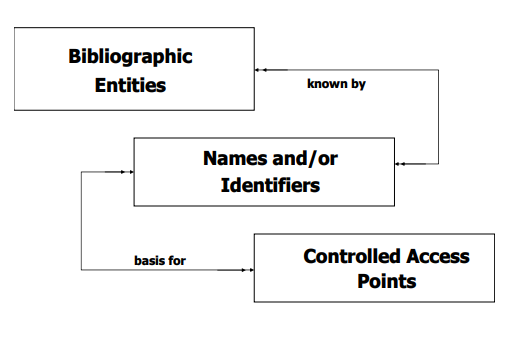 Bibliographic
Entities
known by
Names and/or
Identifiers
Controlled Access
Points
basis for